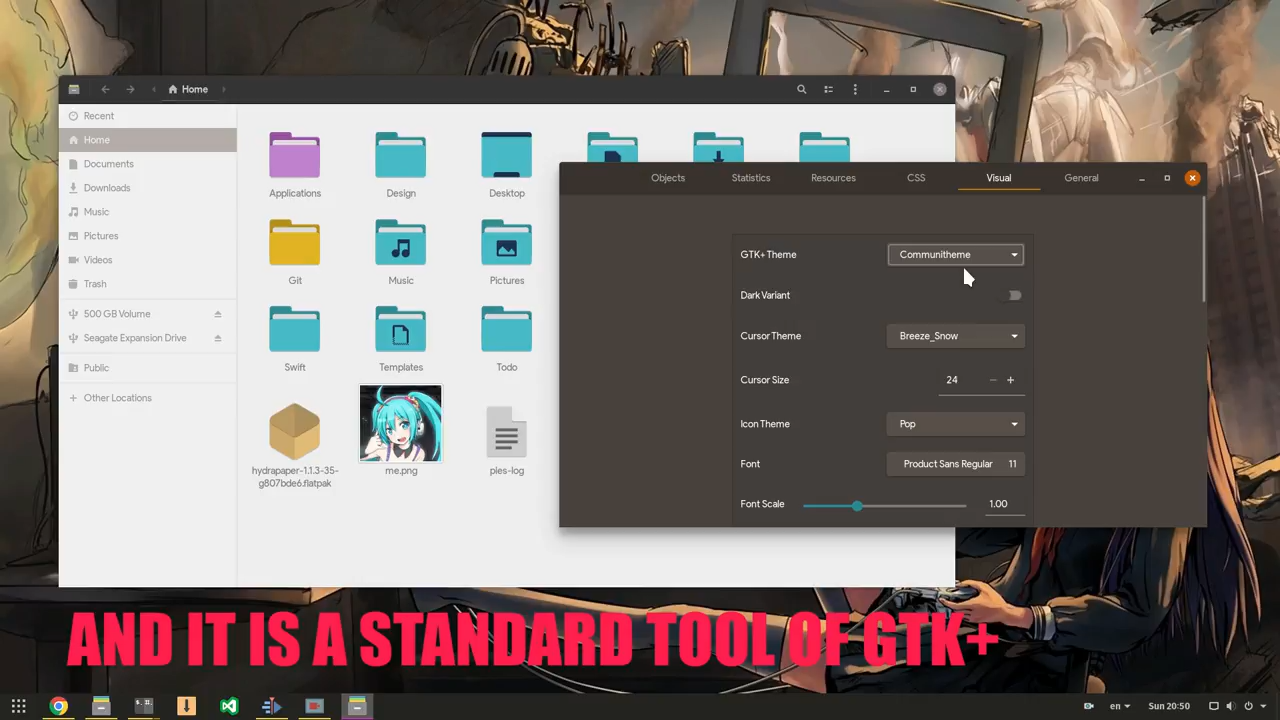 Home
Recent
Home
Documents
Downloads
Music
Pictures
Videos
Trash
500 GB Volume
Seagate Expansion Drive
Public
Other Locations
Applications
Design
Desktop
Git
Music
Pictures
Swift
Templates
Todo
hydrapaper-1.1.3-35-
g807bde6.flatpak
me.png
ples-log
Objects
Statistics
Resources
CSS
Visual
General
GTK+ Theme
Communitheme
Dark Variant
Cursor Theme
Breeze_Snow
Cursor Size
24
Icon Theme
Pop
Font
Product Sans Regular 11
Font Scale
1.00
AND IT IS A STANDARD TOOL OF GTK+
en
Sun 20:50